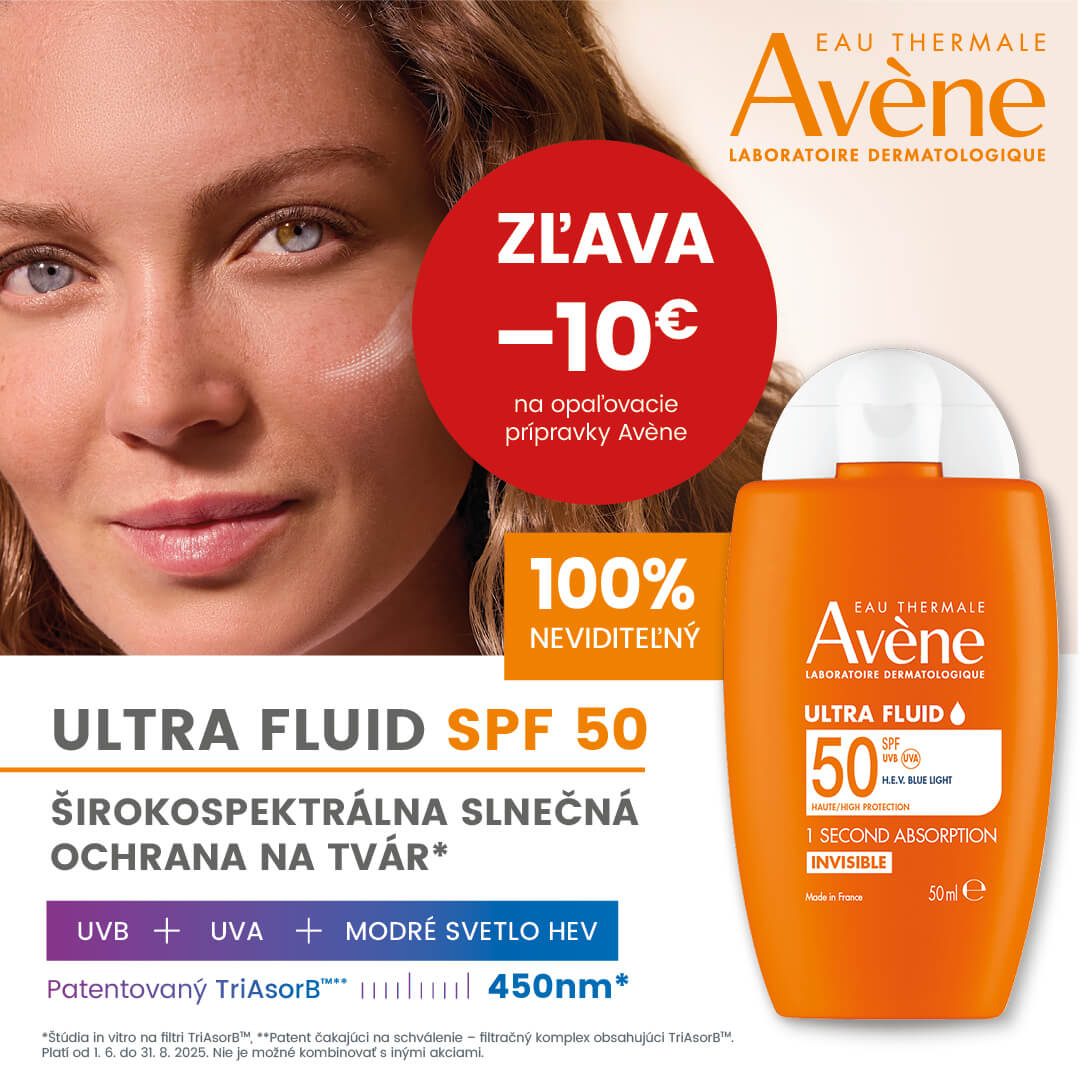 EAU THERMALE
Avène
LABORATOIRE DERMATOLOGIQUE
ZĽAVA
–10€
na opaľovacie
prípravky Avène
100%
NEVIDITEĽNÝ
ULTRA FLUID SPF 50
ŠIROKOSPEKTRÁLNA SLNEČNÁ
OCHRANA NA TVÁR*
UVB + UVA + MODRÉ SVETLO HEV
Patentovaný TriAsorB™** 450nm*
*Štúdia in vitro na filtri TriAsorB™, **Patent čakajúci na schválenie – filtračný komplex obsahujúci TriAsorB™.
Platí od 1. 6. do 31. 8. 2025. Nie je možné kombinovať s inými akciami.
EAU THERMALE
Avène
LABORATOIRE DERMATOLOGIQUE
ULTRA FLUID
50 SPF
UVB UVA
H.E.V. BLUE LIGHT
HAUTE/HIGH PROTECTION
1 SECOND ABSORPTION
INVISIBLE
Made in France 50 ml ℮